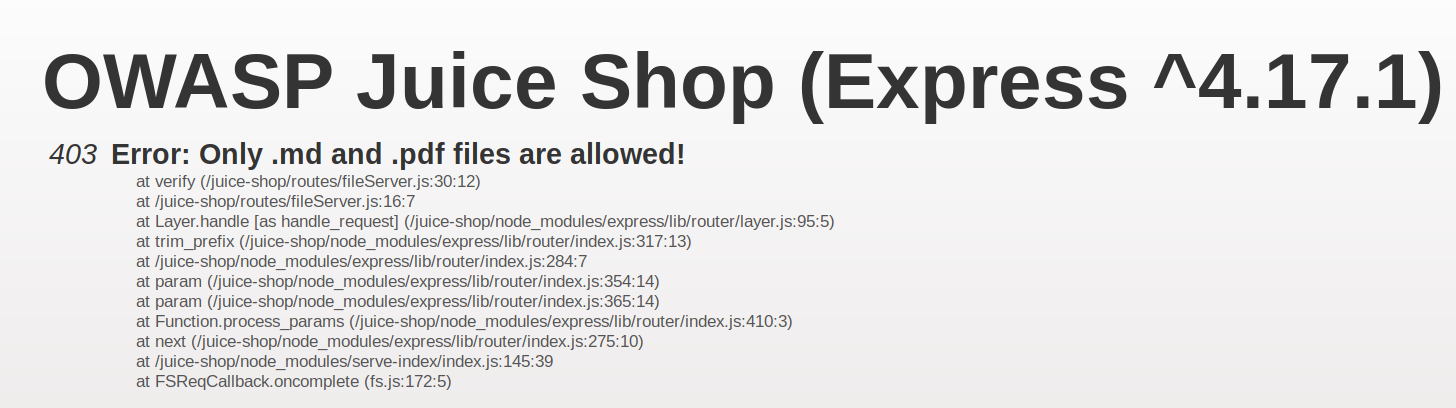 OWASP Juice Shop (Express ^4.17.1)
403 Error: Only .md and .pdf files are allowed!
at verify (/juice-shop/routes/fileServer.js:30:12)
at /juice-shop/routes/fileServer.js:16:7
at Layer.handle [as handle_request] (/juice-shop/node_modules/express/lib/router/layer.js:95:5)
at trim_prefix (/juice-shop/node_modules/express/lib/router/index.js:317:13)
at /juice-shop/node_modules/express/lib/router/index.js:284:7
at param (/juice-shop/node_modules/express/lib/router/index.js:354:14)
at param (/juice-shop/node_modules/express/lib/router/index.js:365:14)
at Function.process_params (/juice-shop/node_modules/express/lib/router/index.js:410:3)
at next (/juice-shop/node_modules/express/lib/router/index.js:275:10)
at /juice-shop/node_modules/serve-index/index.js:145:39
at FSReqCallback.oncomplete (fs.js:172:5)